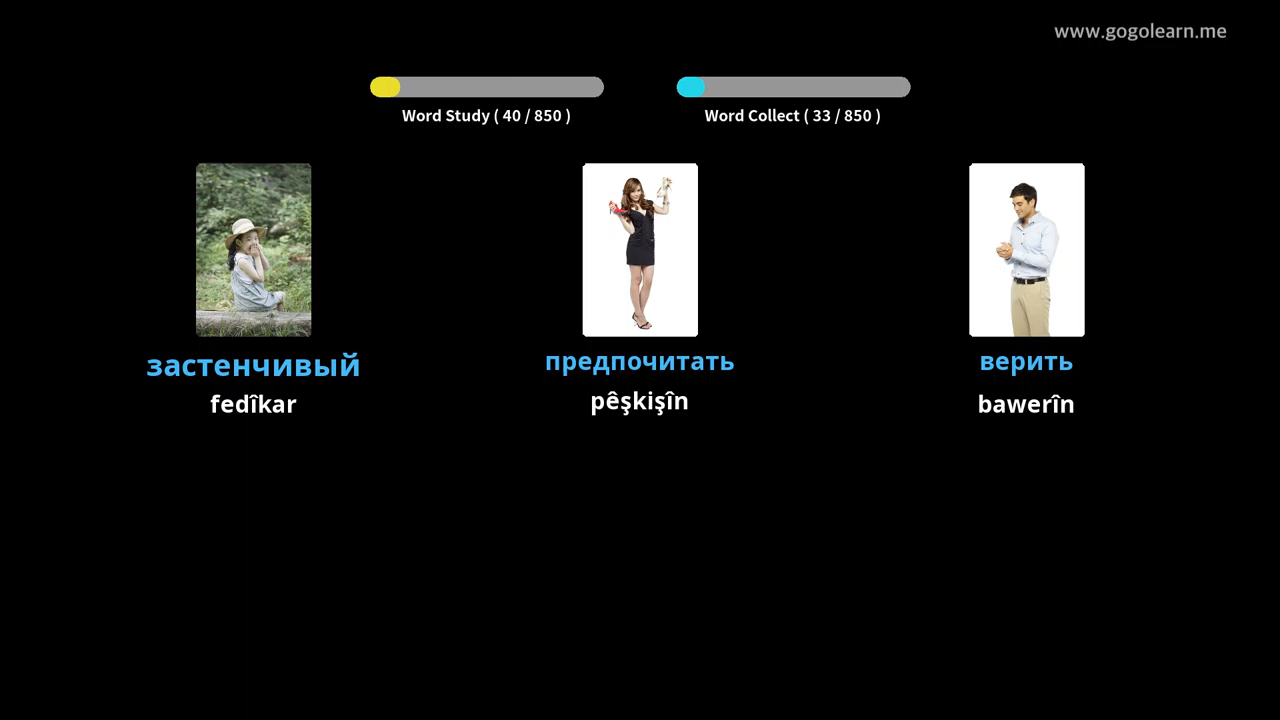 www.gogolearn.me
Word Study ( 40 / 850 )
Word Collect ( 33 / 850 )
застенчивый
fedîkar
предпочитать
pêşkişîn
верить
bawerîn